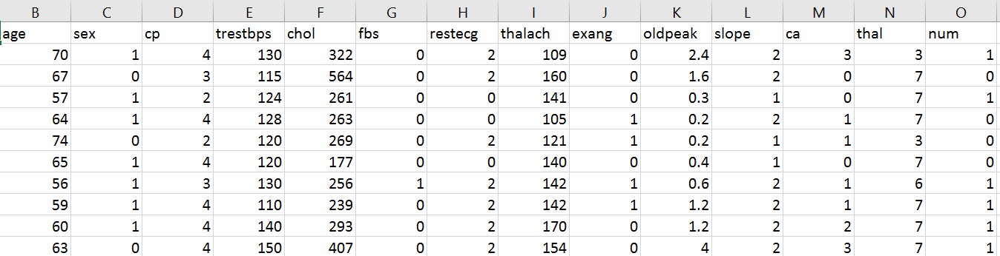 B C D E F G H I J K L M N O
age sex cp trestbps chol fbs restecg thalach exang oldpeak slope ca thal num
70 1 4 130 322 0 2 109 0 2.4 2 3 3 1
67 0 3 115 564 0 2 160 0 1.6 2 0 7 0
57 1 2 124 261 0 0 141 0 0.3 1 0 7 1
64 1 4 128 263 0 0 105 1 0.2 2 1 7 0
74 0 2 120 269 0 2 121 1 0.2 1 1 3 0
65 1 4 120 177 0 0 140 0 0.4 1 0 7 0
56 1 3 130 256 1 2 142 1 0.6 2 1 6 1
59 1 4 110 239 0 2 142 1 1.2 2 1 7 1
60 1 4 140 293 0 2 170 0 1.2 2 2 7 1
63 0 4 150 407 0 2 154 0 4 2 3 7 1